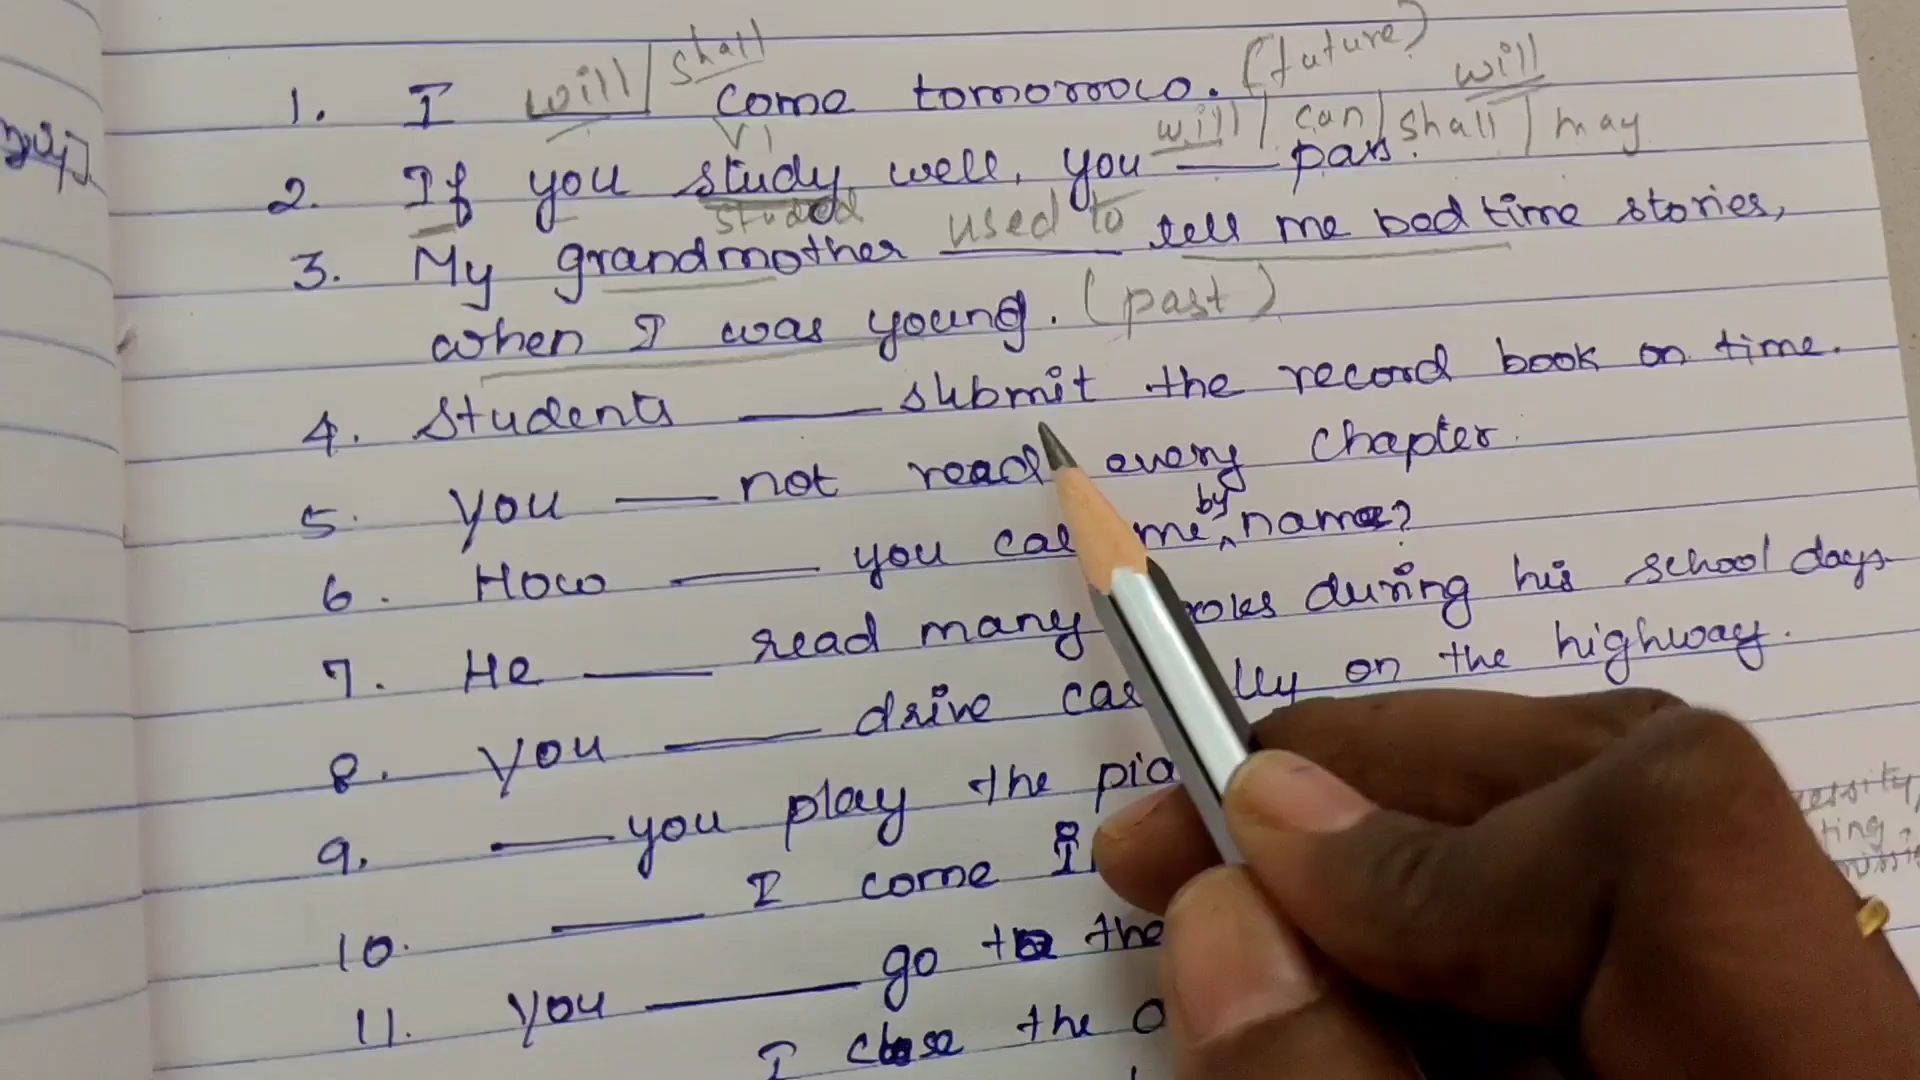 1. I will/shall come tomorrow. (future) will
V1 will/can/shall/may
2. If you study well, you ___ pass.
studied
3. My grandmother used to tell me bed time stories,
when I was young. (past)
4. Students ___ submit the record book on time.
5. You ___ not read every chapter.
6. How ___ you call me by name?
7. He ___ read many during his school days.
8. You ___ drive on the highway.
9. ___ you play the
10. ___ I come
11. You ___ go to the
I close the